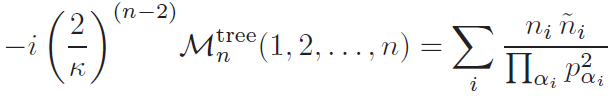 $-i\left(\frac{2}{\kappa}\right)^{(n-2)} \mathcal{M}_n^{\text{tree}}(1,2,\ldots,n) = \sum_i \frac{n_i\,\tilde{n}_i}{\prod_{\alpha_i} p_{\alpha_i}^2}$